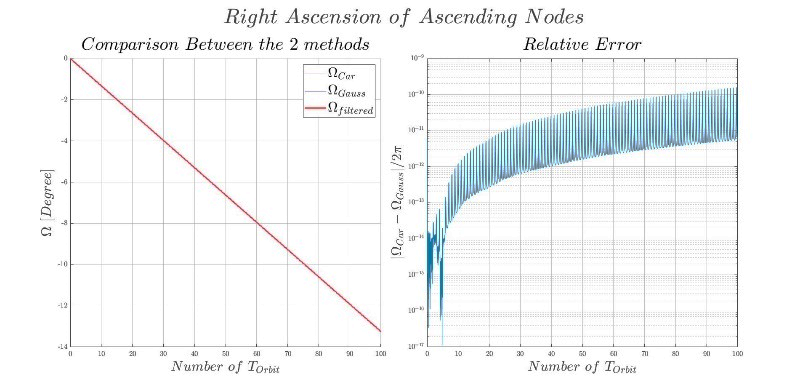 Right Ascension of Ascending Nodes
Comparison Between the 2 methods
Ω [Degree]
0
-2
-4
-6
-8
-10
-12
-14
0 10 20 30 40 50 60 70 80 90 100
Number of T_Orbit
Ω_Car
Ω_Gauss
Ω_filtered
Relative Error
|Ω_Car − Ω_Gauss|/2π
10⁻⁹
10⁻¹⁰
10⁻¹¹
10⁻¹²
10⁻¹³
10⁻¹⁴
10⁻¹⁵
10⁻¹⁶
10⁻¹⁷
0 10 20 30 40 50 60 70 80 90 100
Number of T_Orbit